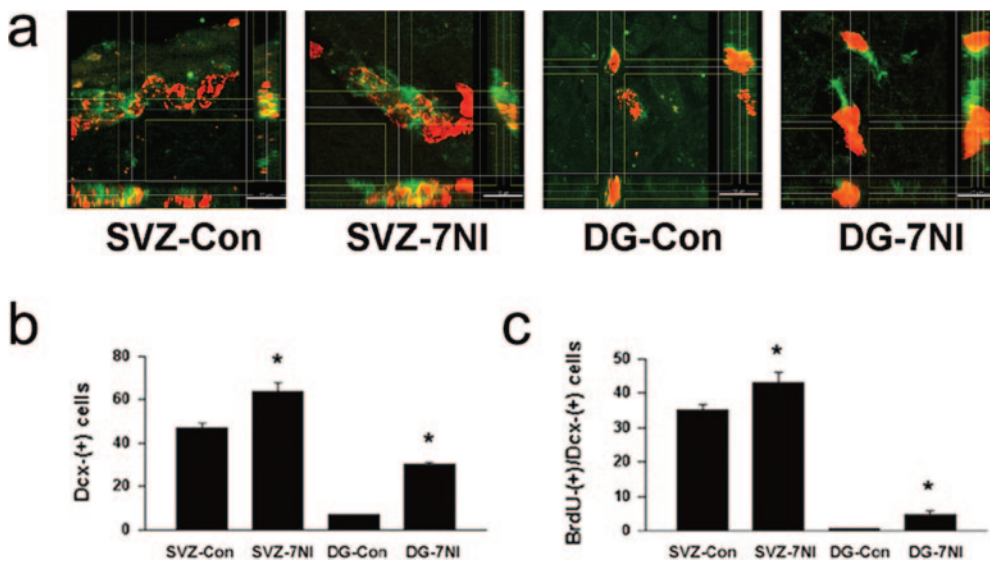 a
SVZ-Con SVZ-7NI DG-Con DG-7NI
b
Dcx-(+) cells
80
60
40
20
0
*
*
SVZ-Con SVZ-7NI DG-Con DG-7NI
c
BrdU-(+)/Dcx-(+) cells
50
40
30
20
10
0
*
*
SVZ-Con SVZ-7NI DG-Con DG-7NI